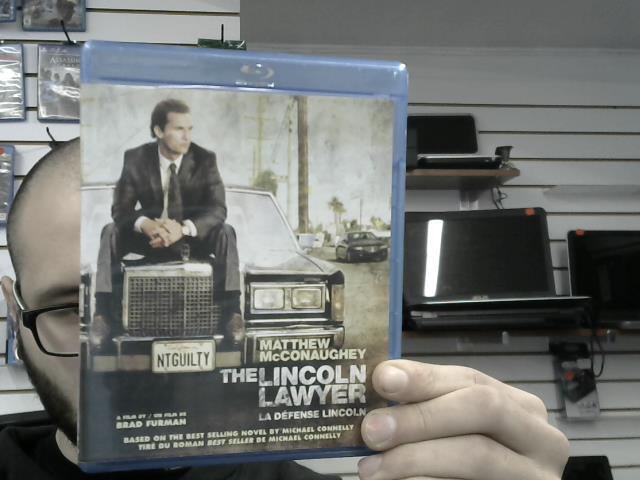 ASSASSIN
NTGUILTY
MATTHEW
McCONAUGHEY
THE LINCOLN
LAWYER
LA DÉFENSE LINCOLN
A FILM BY / UN FILM DE
BRAD FURMAN
BASED ON THE BEST SELLING NOVEL BY MICHAEL CONNELLY
TIRÉ DU ROMAN BEST SELLER DE MICHAEL CONNELLY